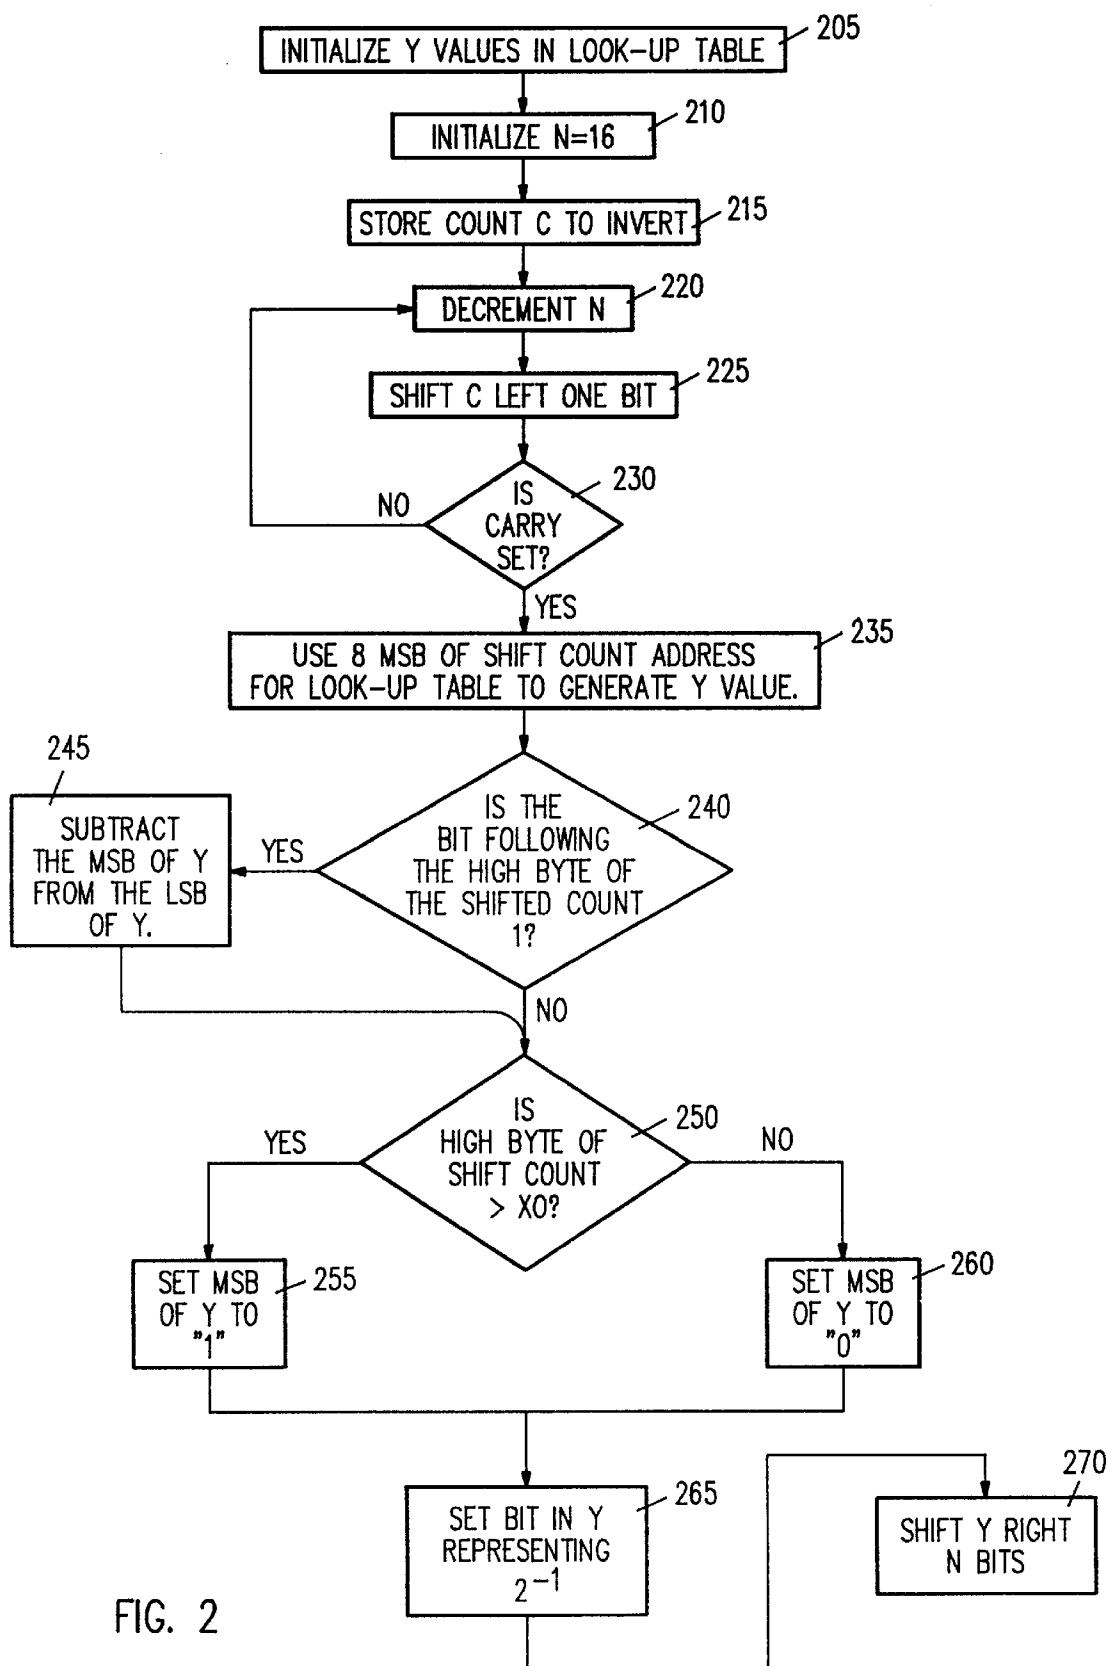 205
INITIALIZE Y VALUES IN LOOK-UP TABLE
210
INITIALIZE N=16
215
STORE COUNT C TO INVERT
220
DECREMENT N
225
SHIFT C LEFT ONE BIT
230
NO
IS
CARRY
SET?
YES
235
USE 8 MSB OF SHIFT COUNT ADDRESS
FOR LOOK-UP TABLE TO GENERATE Y VALUE.
245
SUBTRACT
THE MSB OF Y
FROM THE LSB
OF Y.
YES
240
IS THE
BIT FOLLOWING
THE HIGH BYTE OF
THE SHIFTED COUNT
1?
NO
250
YES
IS
HIGH BYTE OF
SHIFT COUNT
> X0?
NO
255
SET MSB
OF Y TO
"1"
260
SET MSB
OF Y TO
"0"
265
SET BIT IN Y
REPRESENTING
2⁻¹
270
SHIFT Y RIGHT
N BITS
FIG. 2